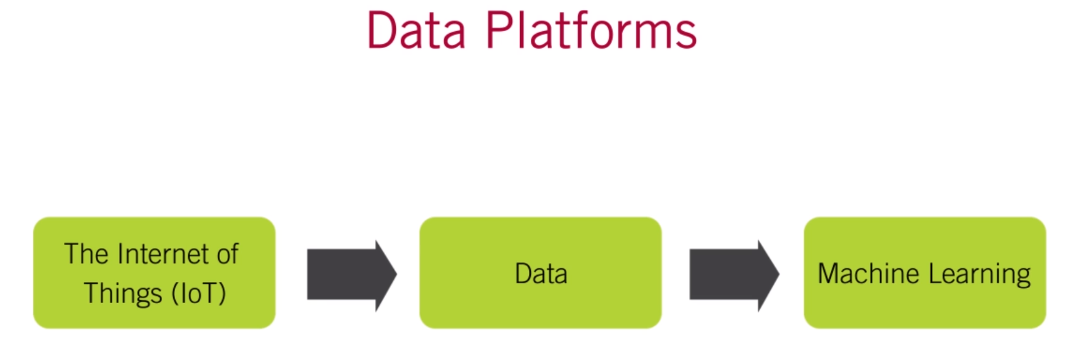 Data Platforms
The Internet of
Things (IoT)
Data
Machine Learning